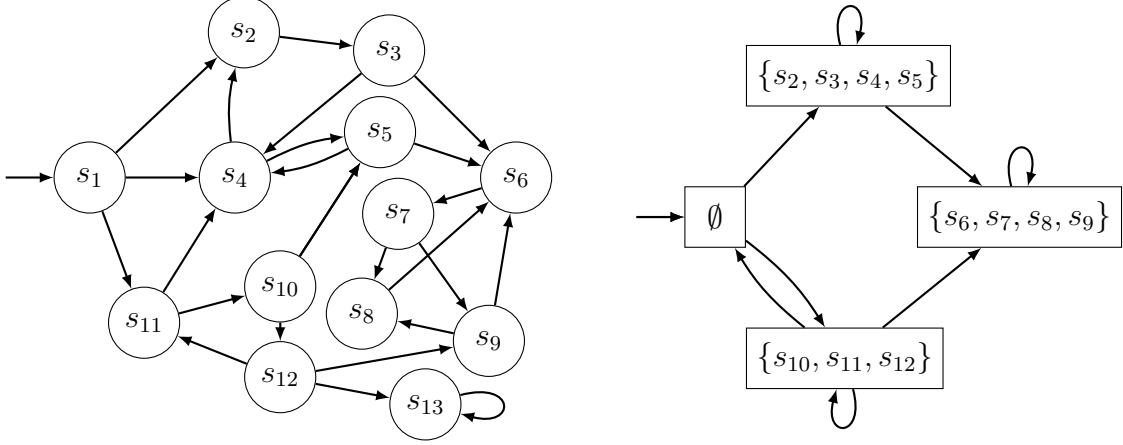 s₁
s₂
s₃
s₄
s₅
s₆
s₇
s₈
s₉
s₁₀
s₁₁
s₁₂
s₁₃
{s₂, s₃, s₄, s₅}
∅
{s₆, s₇, s₈, s₉}
{s₁₀, s₁₁, s₁₂}